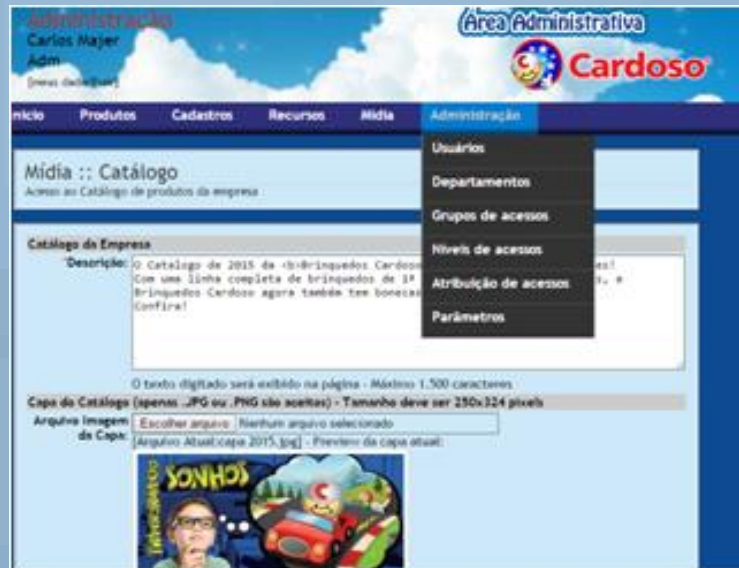 Administração
Carlos Majer
Adm
Área Administrativa
Cardoso
nício Produtos Cadastros Recursos Mídia Administração
Usuários
Departamentos
Grupos de acessos
Níveis de acessos
Atribuição de acessos
Parâmetros
Mídia :: Catálogo
Acesso ao Catálogo de produtos da empresa
Catálogo da Empresa
*Descrição:
O Catalogo de 2015 da <b>Brinquedos Cardoso es!
Com uma linha completa de brinquedos de 1ª s, e
Brinquedos Cardoso agora também tem bonecas
Confira!
O texto digitado será exibido na página - Máximo 1.500 caracteres
Capa do Catálogo (apenas .JPG ou .PNG são aceitos) - Tamanho deve ser 250x324 pixels
Arquivo Imagem da Capa:
Escolher arquivo Nenhum arquivo selecionado
[Arquivo Atual:capa 2015.jpg] - Preview da capa atual:
SONHOS